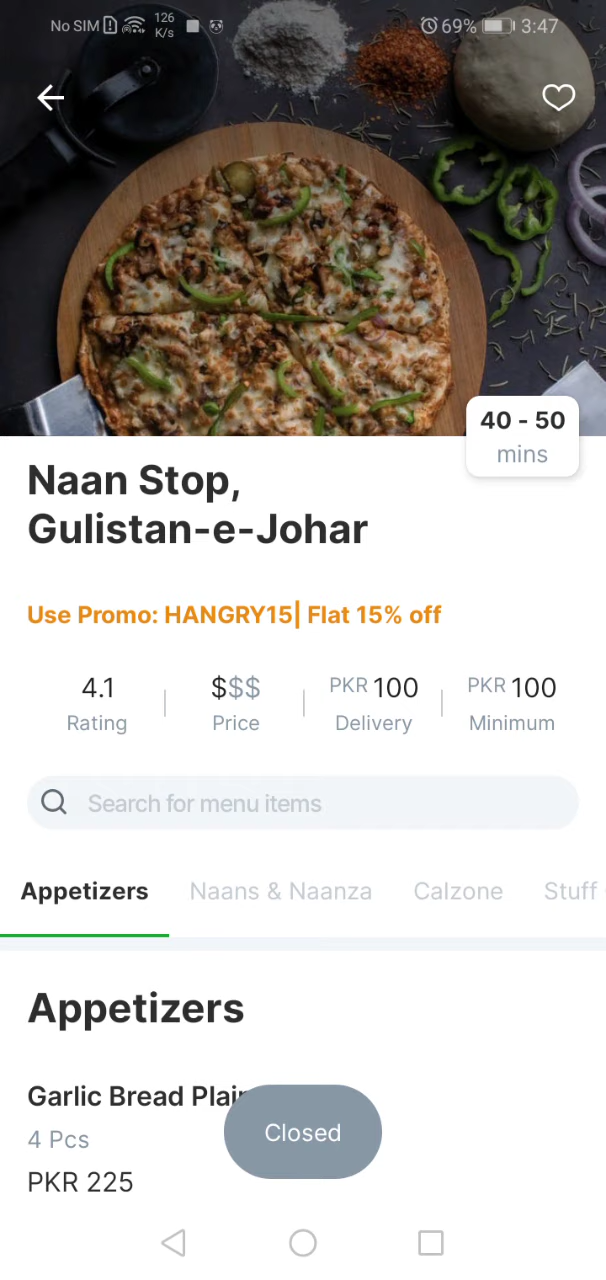 No SIM 126 K/s 69% 3:47
40 - 50
mins
Naan Stop,
Gulistan-e-Johar
Use Promo: HANGRY15| Flat 15% off
4.1 $$$ PKR 100 PKR 100
Rating Price Delivery Minimum
Search for menu items
Appetizers Naans & Naanza Calzone Stuff
Appetizers
Garlic Bread Plain
Closed
4 Pcs
PKR 225